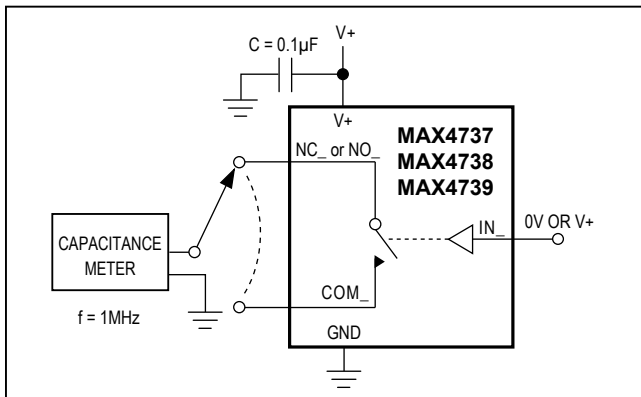 C = 0.1µF
V+
V+
MAX4737
MAX4738
MAX4739
NC_ or NO_
IN_
0V OR V+
CAPACITANCE
METER
COM_
f = 1MHz
GND